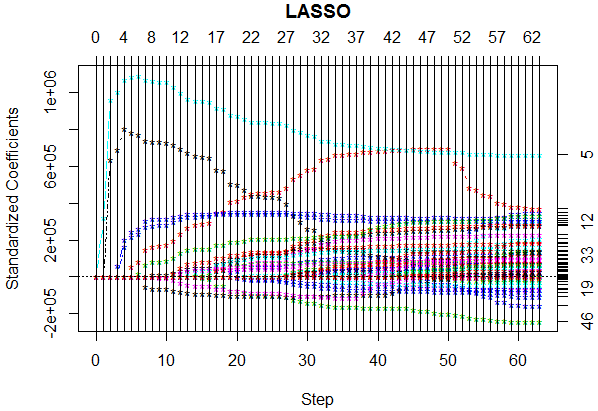 LASSO
0 4 8 12 17 22 27 32 37 42 47 52 57 62
Standardized Coefficients
1e+06
6e+05
2e+05
-2e+05
5
12
33
19
46
0 10 20 30 40 50 60
Step